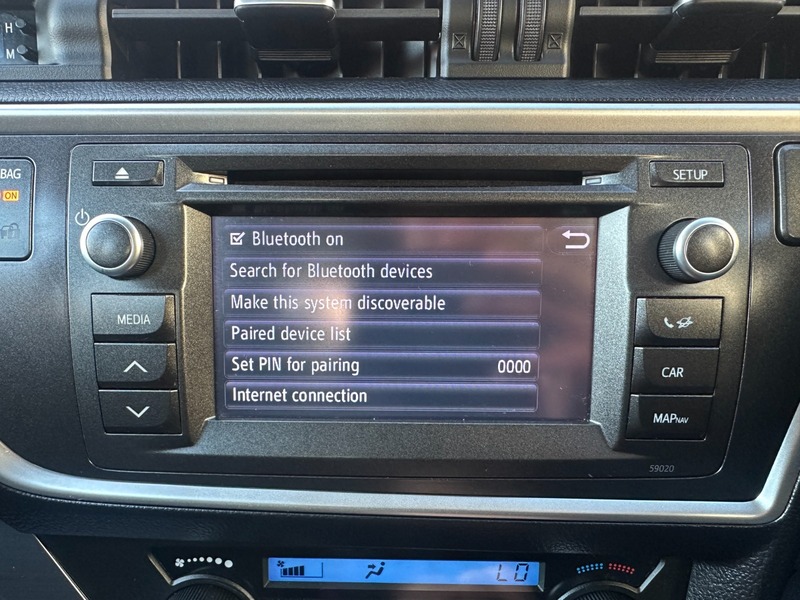 H
M
BAG
ON
SETUP
Bluetooth on
Search for Bluetooth devices
Make this system discoverable
Paired device list
Set PIN for pairing 0000
Internet connection
MEDIA
CAR
MAPNAV
59020
LO